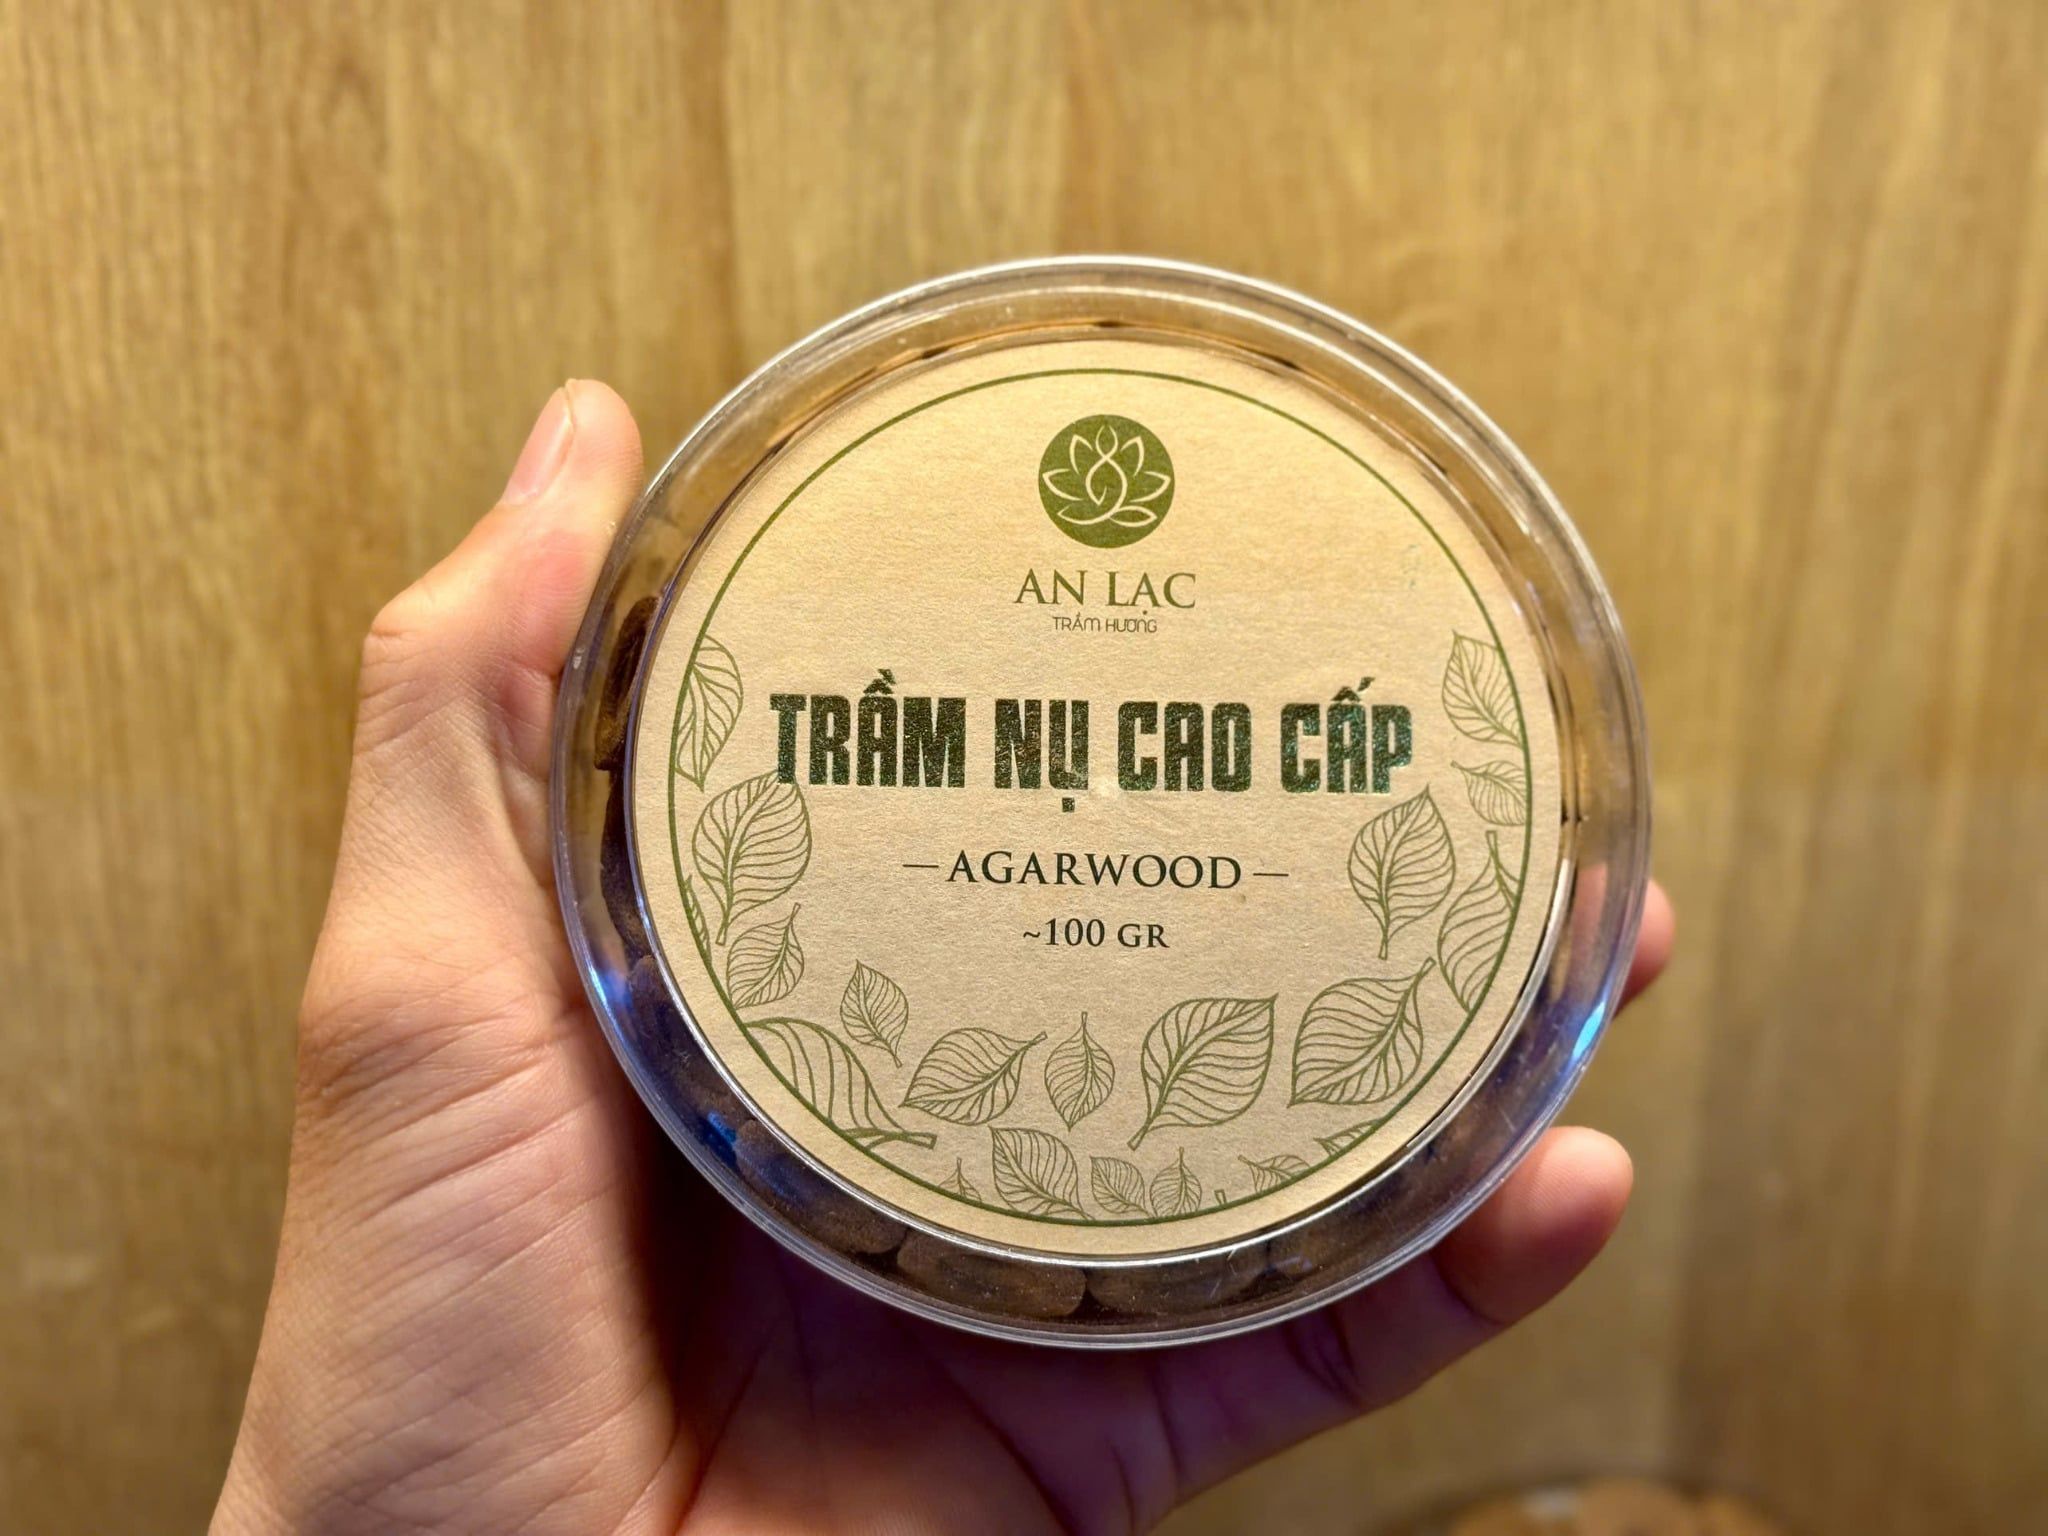 AN LẠC
TRẦM HƯƠNG
TRẦM NỤ CAO CẤP
— AGARWOOD —
~100 GR